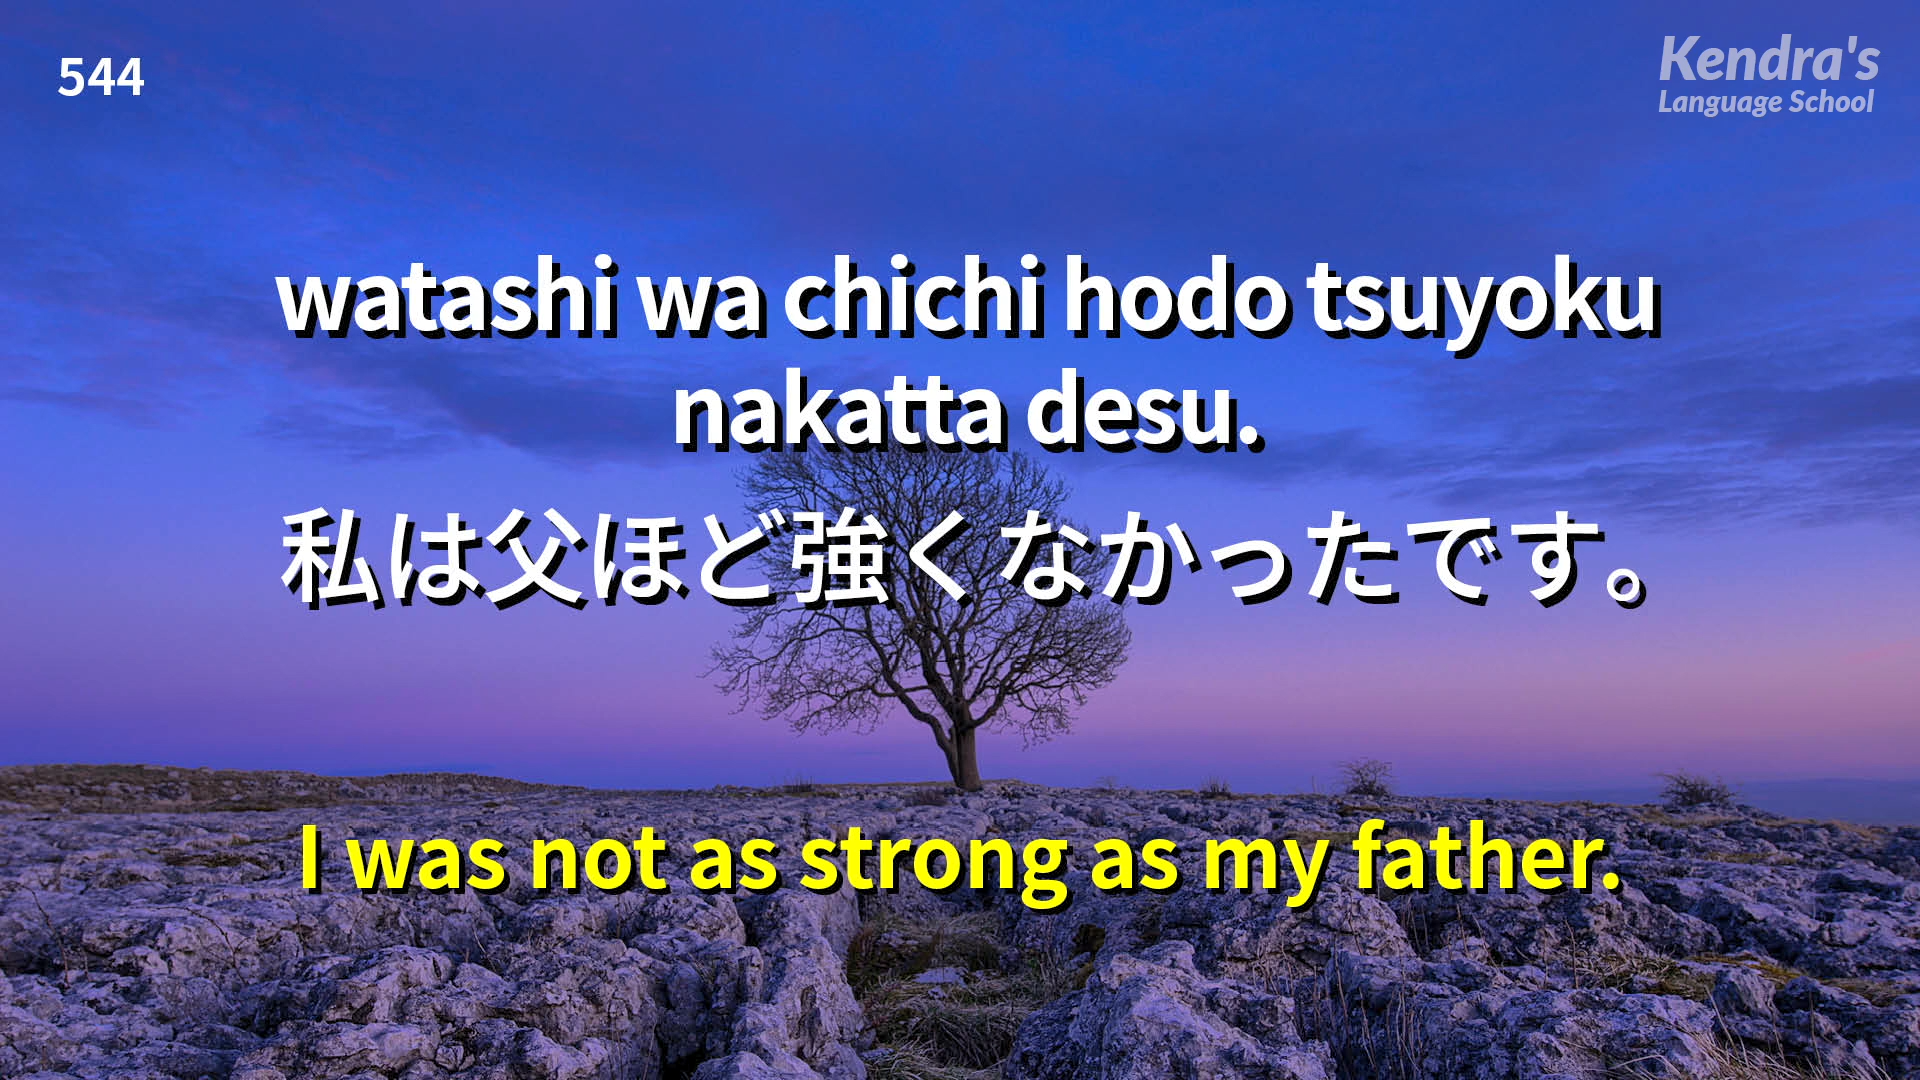 544
Kendra's
Language School
watashi wa chichi hodo tsuyoku
nakatta desu.
私は父ほど強くなかったです。
I was not as strong as my father.